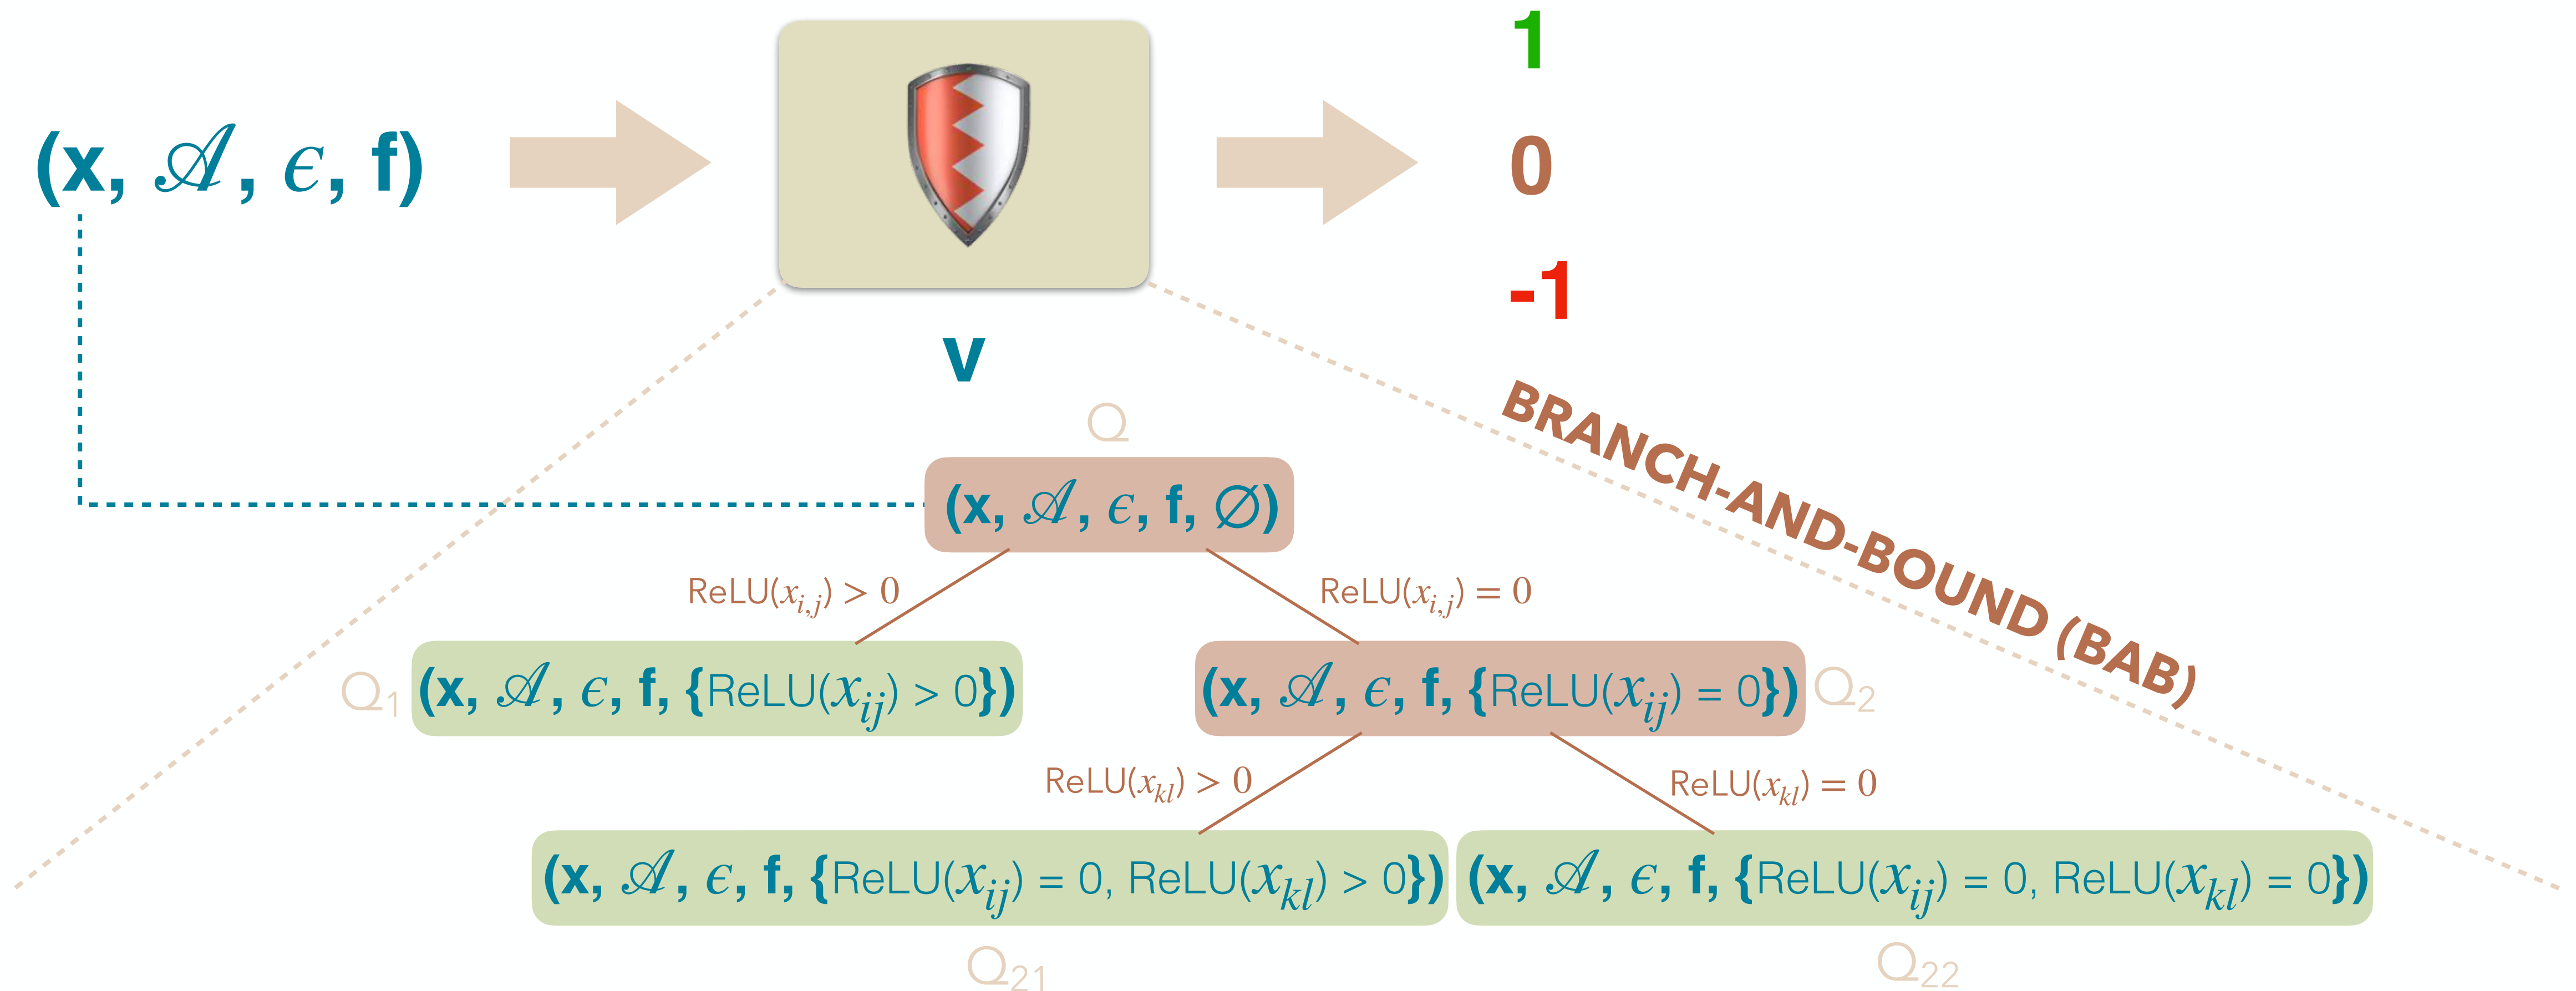 (x, 𝒜, ϵ, f)
1
0
-1
v
BRANCH-AND-BOUND (BAB)
Q
(x, 𝒜, ϵ, f, ∅)
ReLU(x_{i,j}) > 0
ReLU(x_{i,j}) = 0
Q₁
(x, 𝒜, ϵ, f, {ReLU(x_{ij}) > 0})
(x, 𝒜, ϵ, f, {ReLU(x_{ij}) = 0})
Q₂
ReLU(x_{kl}) > 0
ReLU(x_{kl}) = 0
(x, 𝒜, ϵ, f, {ReLU(x_{ij}) = 0, ReLU(x_{kl}) > 0})
(x, 𝒜, ϵ, f, {ReLU(x_{ij}) = 0, ReLU(x_{kl}) = 0})
Q₂₁
Q₂₂